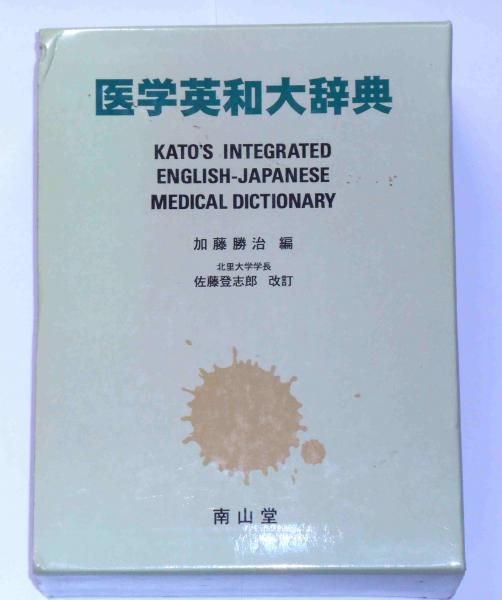 医学英和大辞典
KATO'S INTEGRATED
ENGLISH-JAPANESE
MEDICAL DICTIONARY
加藤勝治 編
北里大学学長
佐藤登志郎 改訂
南山堂